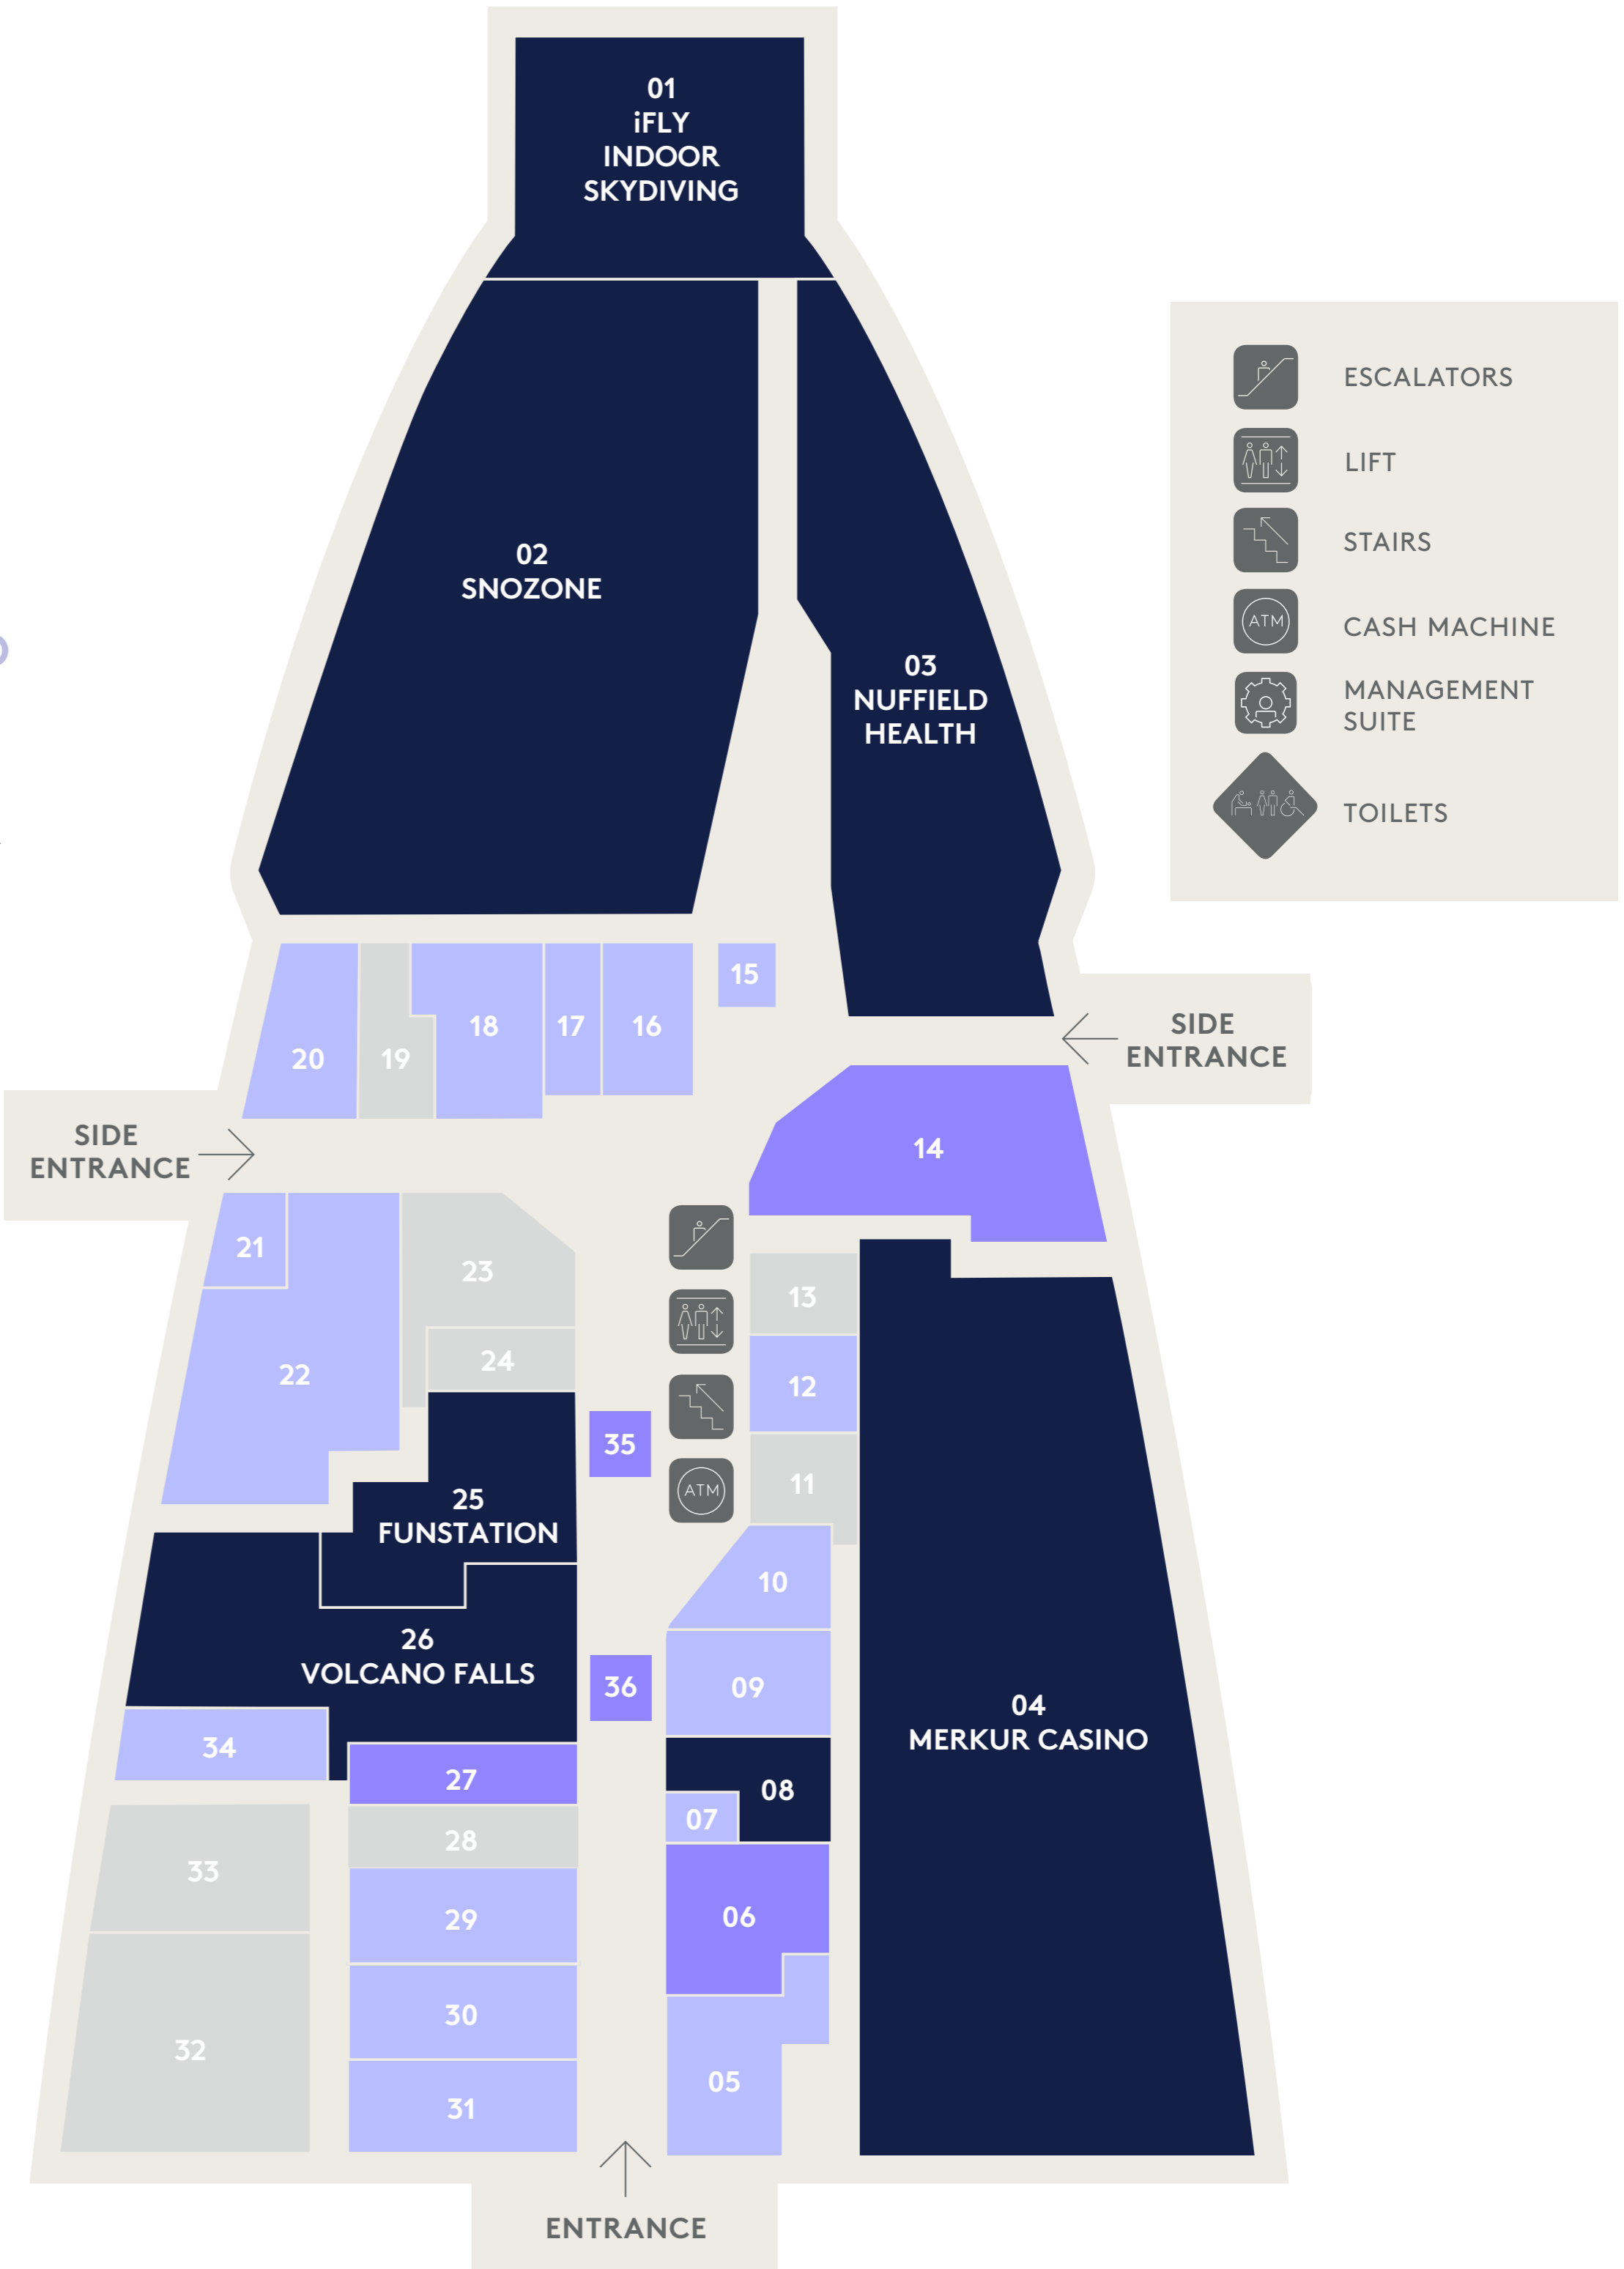 01
iFLY
INDOOR
SKYDIVING
02
SNOZONE
03
NUFFIELD
HEALTH
ESCALATORS
LIFT
STAIRS
ATM
CASH MACHINE
MANAGEMENT
SUITE
TOILETS
15
20
19
18
17
16
SIDE
ENTRANCE
SIDE
ENTRANCE
14
21
22
23
24
13
12
11
35
ATM
25
FUNSTATION
10
26
VOLCANO FALLS
36
09
04
MERKUR CASINO
34
27
08
07
28
33
29
06
30
32
31
05
ENTRANCE